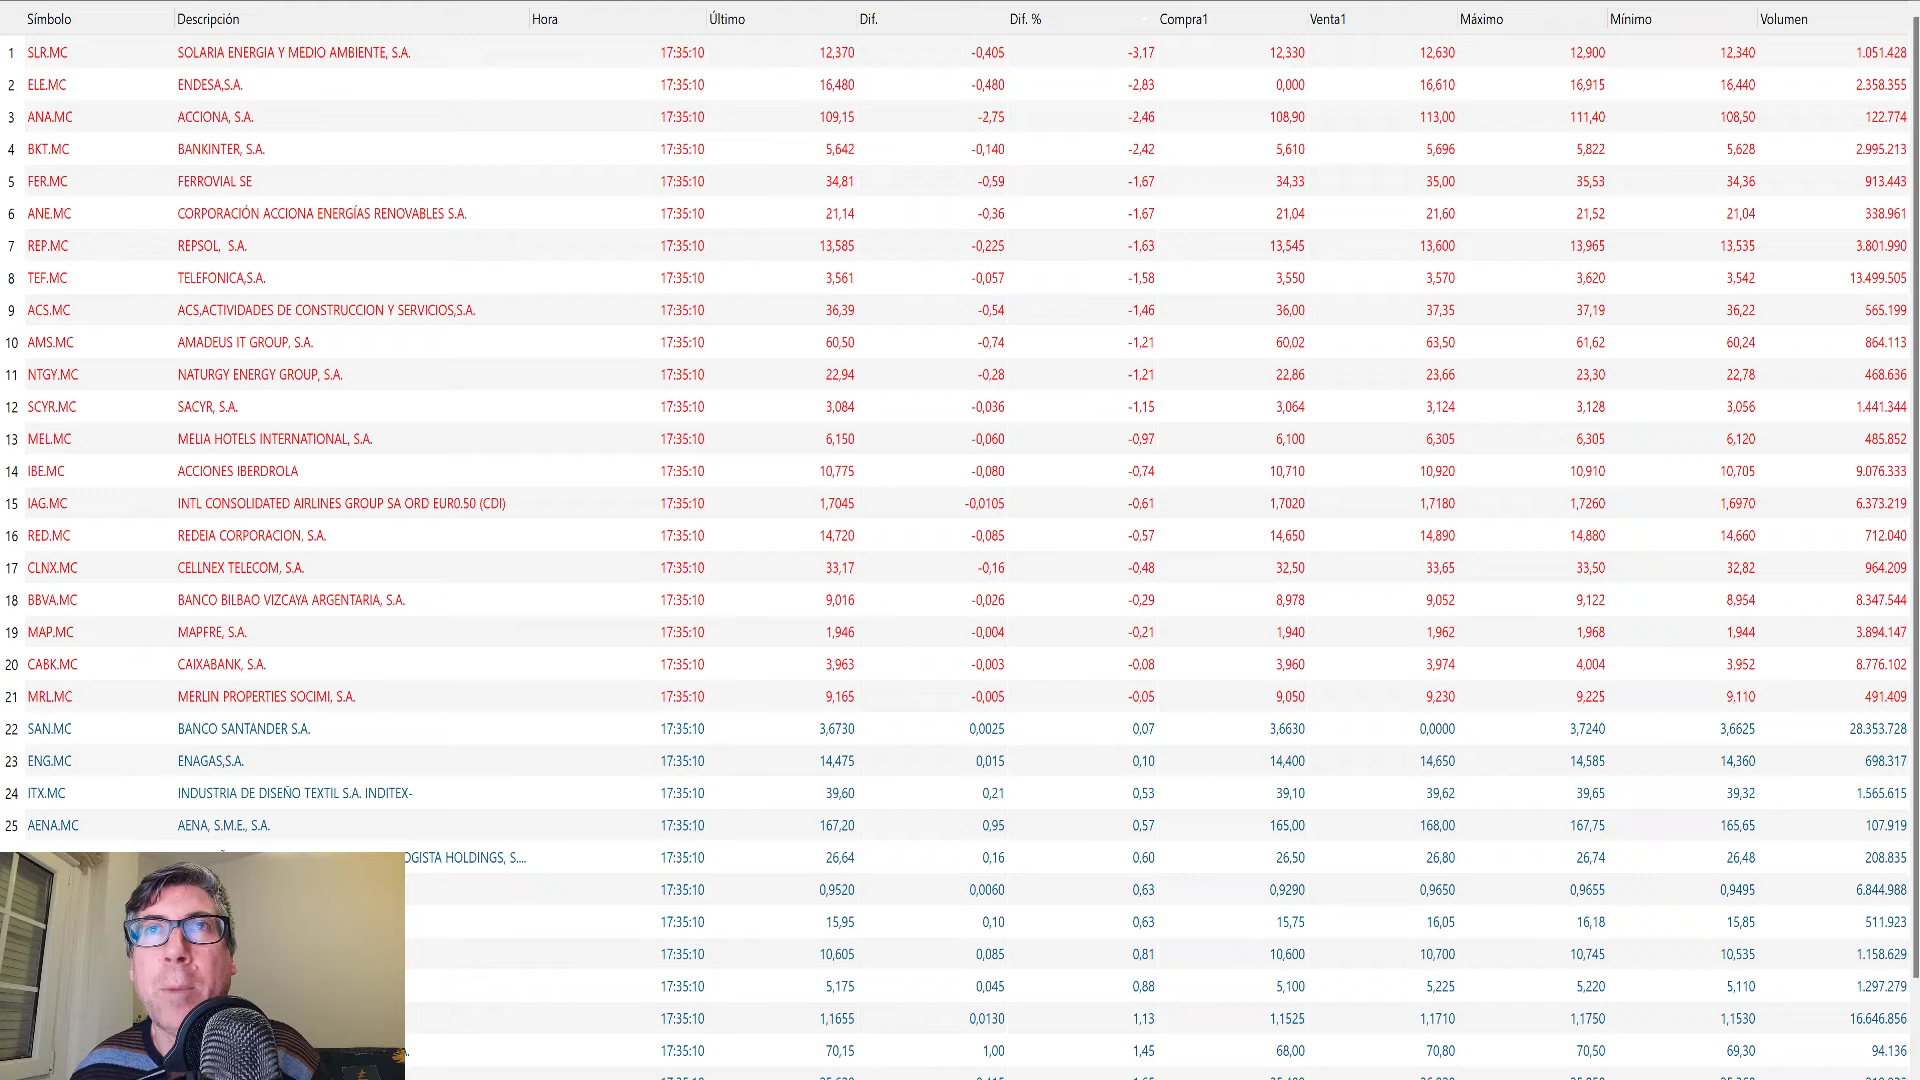 Símbolo Descripción Hora Último Dif. Dif. % Compra1 Venta1 Máximo Mínimo Volumen
1 SLR.MC SOLARIA ENERGIA Y MEDIO AMBIENTE, S.A. 17:35:10 12,370 -0,405 -3,17 12,330 12,630 12,900 12,340 1.051.428
2 ELE.MC ENDESA,S.A. 17:35:10 16,480 -0,480 -2,83 0,000 16,610 16,915 16,440 2.358.355
3 ANA.MC ACCIONA, S.A. 17:35:10 109,15 -2,75 -2,46 108,90 113,00 111,40 108,50 122.774
4 BKT.MC BANKINTER, S.A. 17:35:10 5,642 -0,140 -2,42 5,610 5,696 5,822 5,628 2.995.213
5 FER.MC FERROVIAL SE 17:35:10 34,81 -0,59 -1,67 34,33 35,00 35,53 34,36 913.443
6 ANE.MC CORPORACIÓN ACCIONA ENERGÍAS RENOVABLES S.A. 17:35:10 21,14 -0,36 -1,67 21,04 21,60 21,52 21,04 338.961
7 REP.MC REPSOL, S.A. 17:35:10 13,585 -0,225 -1,63 13,545 13,600 13,965 13,535 3.801.990
8 TEF.MC TELEFONICA,S.A. 17:35:10 3,561 -0,057 -1,58 3,550 3,570 3,620 3,542 13.499.505
9 ACS.MC ACS,ACTIVIDADES DE CONSTRUCCION Y SERVICIOS,S.A. 17:35:10 36,39 -0,54 -1,46 36,00 37,35 37,19 36,22 565.199
10 AMS.MC AMADEUS IT GROUP, S.A. 17:35:10 60,50 -0,74 -1,21 60,02 63,50 61,62 60,24 864.113
11 NTGY.MC NATURGY ENERGY GROUP, S.A. 17:35:10 22,94 -0,28 -1,21 22,86 23,66 23,30 22,78 468.636
12 SCYR.MC SACYR, S.A. 17:35:10 3,084 -0,036 -1,15 3,064 3,124 3,128 3,056 1.441.344
13 MEL.MC MELIA HOTELS INTERNATIONAL, S.A. 17:35:10 6,150 -0,060 -0,97 6,100 6,305 6,305 6,120 485.852
14 IBE.MC ACCIONES IBERDROLA 17:35:10 10,775 -0,080 -0,74 10,710 10,920 10,910 10,705 9.076.333
15 IAG.MC INTL CONSOLIDATED AIRLINES GROUP SA ORD EUR0.50 (CDI) 17:35:10 1,7045 -0,0105 -0,61 1,7020 1,7180 1,7260 1,6970 6.373.219
16 RED.MC REDEIA CORPORACION, S.A. 17:35:10 14,720 -0,085 -0,57 14,650 14,890 14,880 14,660 712.040
17 CLNX.MC CELLNEX TELECOM, S.A. 17:35:10 33,17 -0,16 -0,48 32,50 33,65 33,50 32,82 964.209
18 BBVA.MC BANCO BILBAO VIZCAYA ARGENTARIA, S.A. 17:35:10 9,016 -0,026 -0,29 8,978 9,052 9,122 8,954 8.347.544
19 MAP.MC MAPFRE, S.A. 17:35:10 1,946 -0,004 -0,21 1,940 1,962 1,968 1,944 3.894.147
20 CABK.MC CAIXABANK, S.A. 17:35:10 3,963 -0,003 -0,08 3,960 3,974 4,004 3,952 8.776.102
21 MRL.MC MERLIN PROPERTIES SOCIMI, S.A. 17:35:10 9,165 -0,005 -0,05 9,050 9,230 9,225 9,110 491.409
22 SAN.MC BANCO SANTANDER S.A. 17:35:10 3,6730 0,0025 0,07 3,6630 0,0000 3,7240 3,6625 28.353.728
23 ENG.MC ENAGAS,S.A. 17:35:10 14,475 0,015 0,10 14,400 14,650 14,585 14,360 698.317
24 ITX.MC INDUSTRIA DE DISEÑO TEXTIL S.A. INDITEX- 17:35:10 39,60 0,21 0,53 39,10 39,62 39,65 39,32 1.565.615
25 AENA.MC AENA, S.M.E., S.A. 17:35:10 167,20 0,95 0,57 165,00 168,00 167,75 165,65 107.919
OGISTA HOLDINGS, S.... 17:35:10 26,64 0,16 0,60 26,50 26,80 26,74 26,48 208.835
17:35:10 0,9520 0,0060 0,63 0,9290 0,9650 0,9655 0,9495 6.844.988
17:35:10 15,95 0,10 0,63 15,75 16,05 16,18 15,85 511.923
17:35:10 10,605 0,085 0,81 10,600 10,700 10,745 10,535 1.158.629
17:35:10 5,175 0,045 0,88 5,100 5,225 5,220 5,110 1.297.279
17:35:10 1,1655 0,0130 1,13 1,1525 1,1710 1,1750 1,1530 16.646.856
17:35:10 70,15 1,00 1,45 68,00 70,80 70,50 69,30 94.136